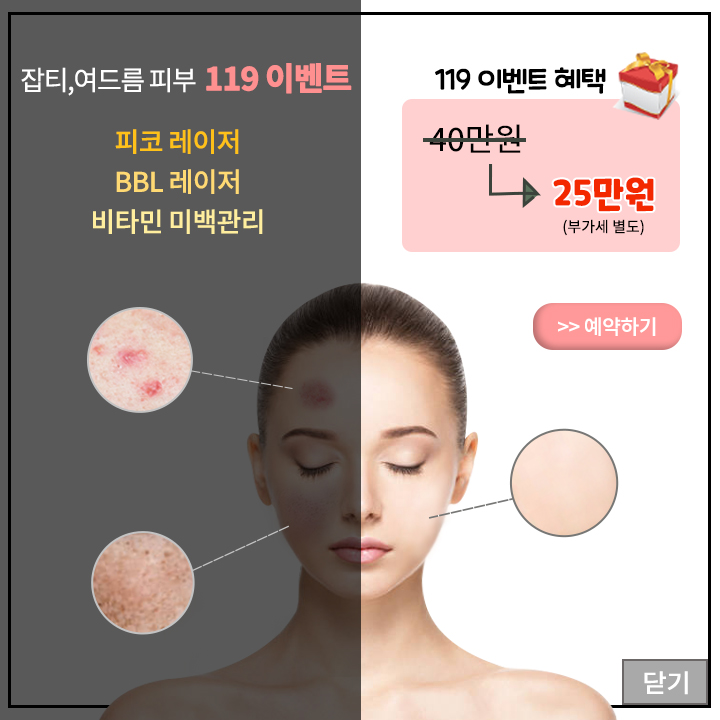 잡티,여드름 피부 119 이벤트
피코 레이저
BBL 레이저
비타민 미백관리
119 이벤트 혜택
40만원
25만원
(부가세 별도)
>> 예약하기
닫기